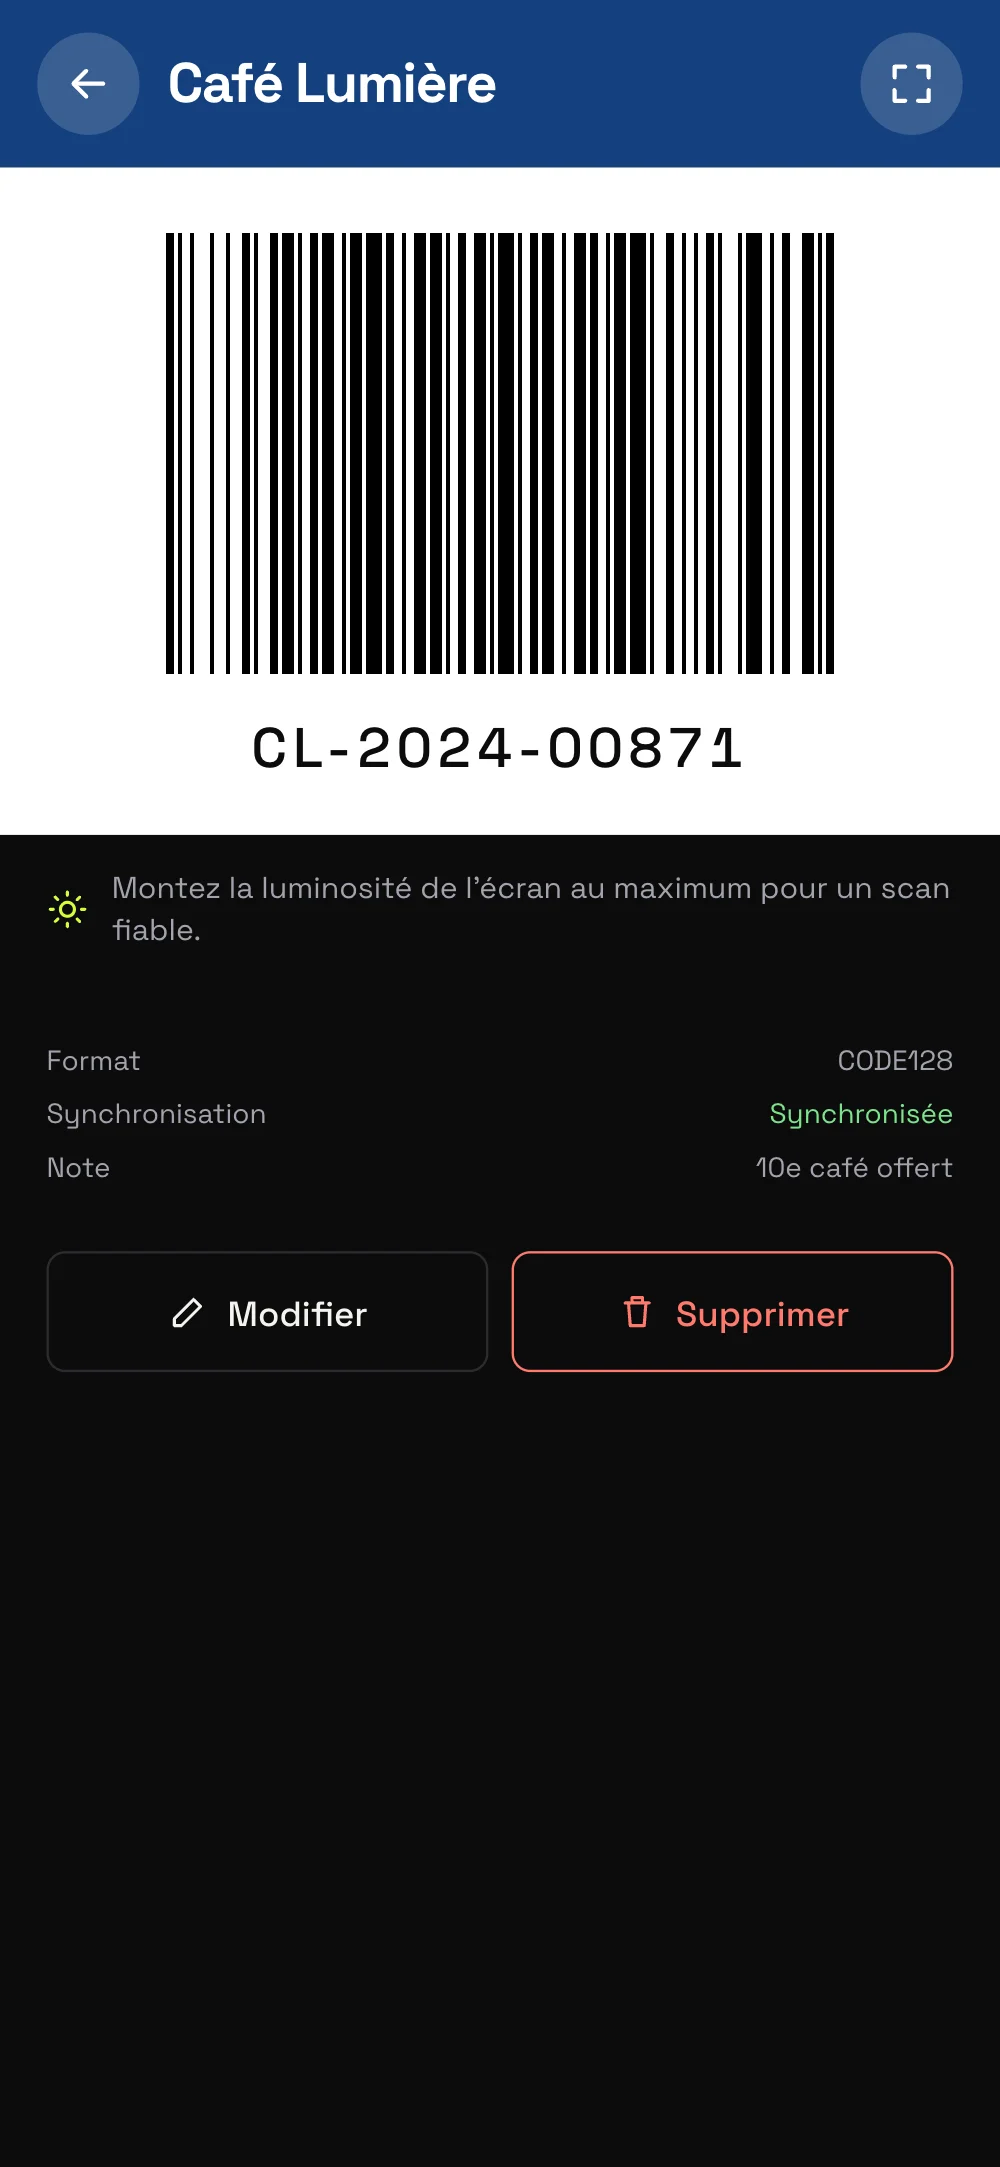 Café Lumière
CL-2024-00871
Montez la luminosité de l'écran au maximum pour un scan
fiable.
Format CODE128
Synchronisation Synchronisée
Note 10e café offert
Modifier Supprimer